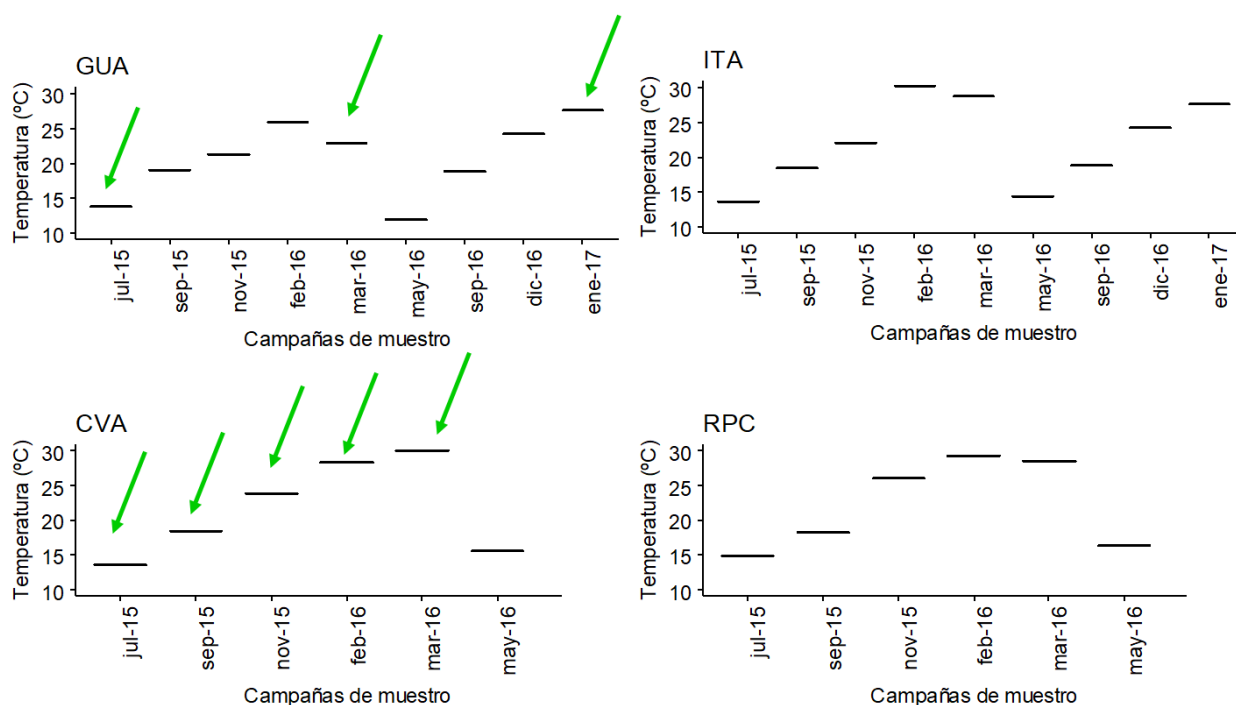 GUA
Temperatura (ºC)
30
25
20
15
10
jul-15
sep-15
nov-15
feb-16
mar-16
may-16
sep-16
dic-16
ene-17
Campañas de muestro
ITA
Temperatura (ºC)
30
25
20
15
10
jul-15
sep-15
nov-15
feb-16
mar-16
may-16
sep-16
dic-16
ene-17
Campañas de muestro
CVA
Temperatura (ºC)
30
25
20
15
10
jul-15
sep-15
nov-15
feb-16
mar-16
may-16
Campañas de muestro
RPC
Temperatura (ºC)
30
25
20
15
10
jul-15
sep-15
nov-15
feb-16
mar-16
may-16
Campañas de muestro